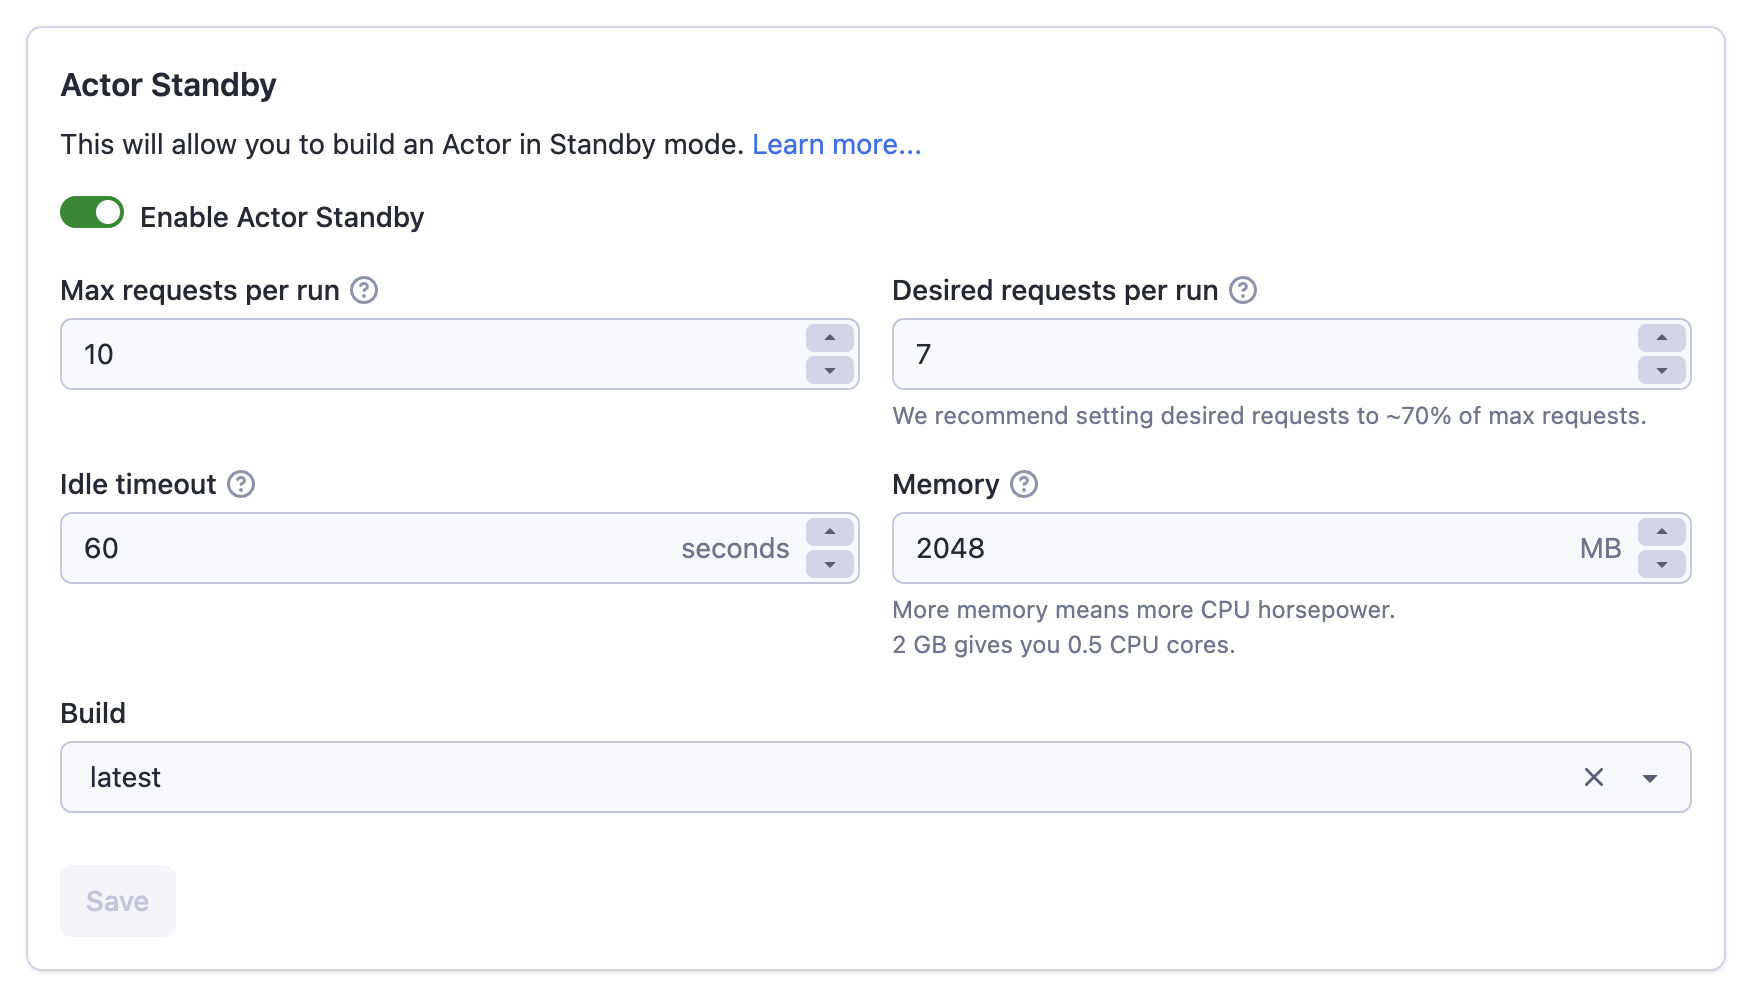 Actor Standby
This will allow you to build an Actor in Standby mode. Learn more...
Enable Actor Standby
Max requests per run
10
Desired requests per run
7
We recommend setting desired requests to ~70% of max requests.
Idle timeout
60 seconds
Memory
2048 MB
More memory means more CPU horsepower.
2 GB gives you 0.5 CPU cores.
Build
latest
Save